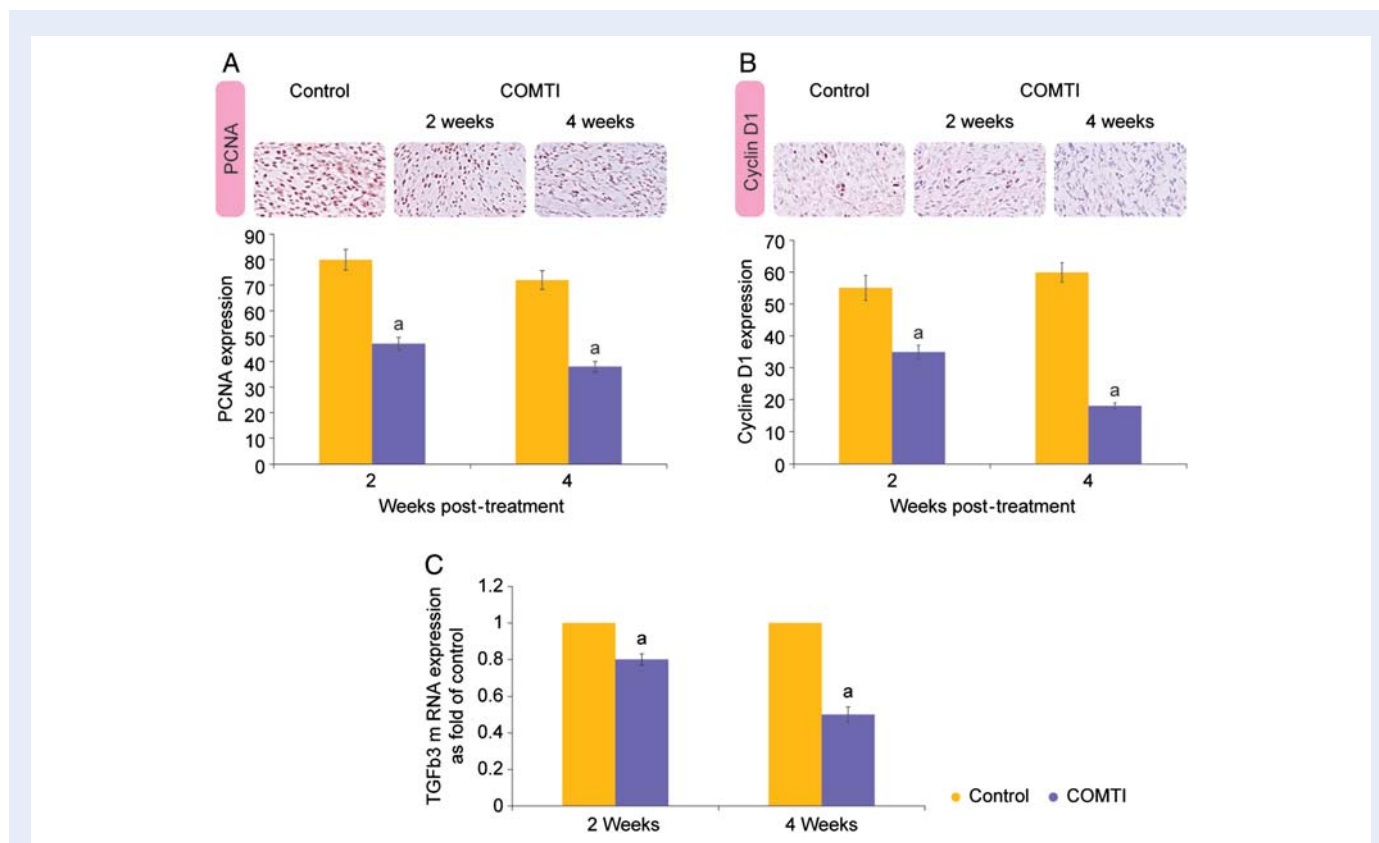 A
Control
COMTI
2 weeks
4 weeks
PCNA
PCNA expression
90
80
70
60
50
40
30
20
10
0
a
a
2
4
Weeks post-treatment
B
Control
COMTI
2 weeks
4 weeks
Cyclin D1
Cycline D1 expression
70
60
50
40
30
20
10
0
a
a
2
4
Weeks post-treatment
C
TGFb3 m RNA expression
as fold of control
1.2
1
0.8
0.6
0.4
0.2
0
a
a
2 Weeks
4 Weeks
Control
COMTI